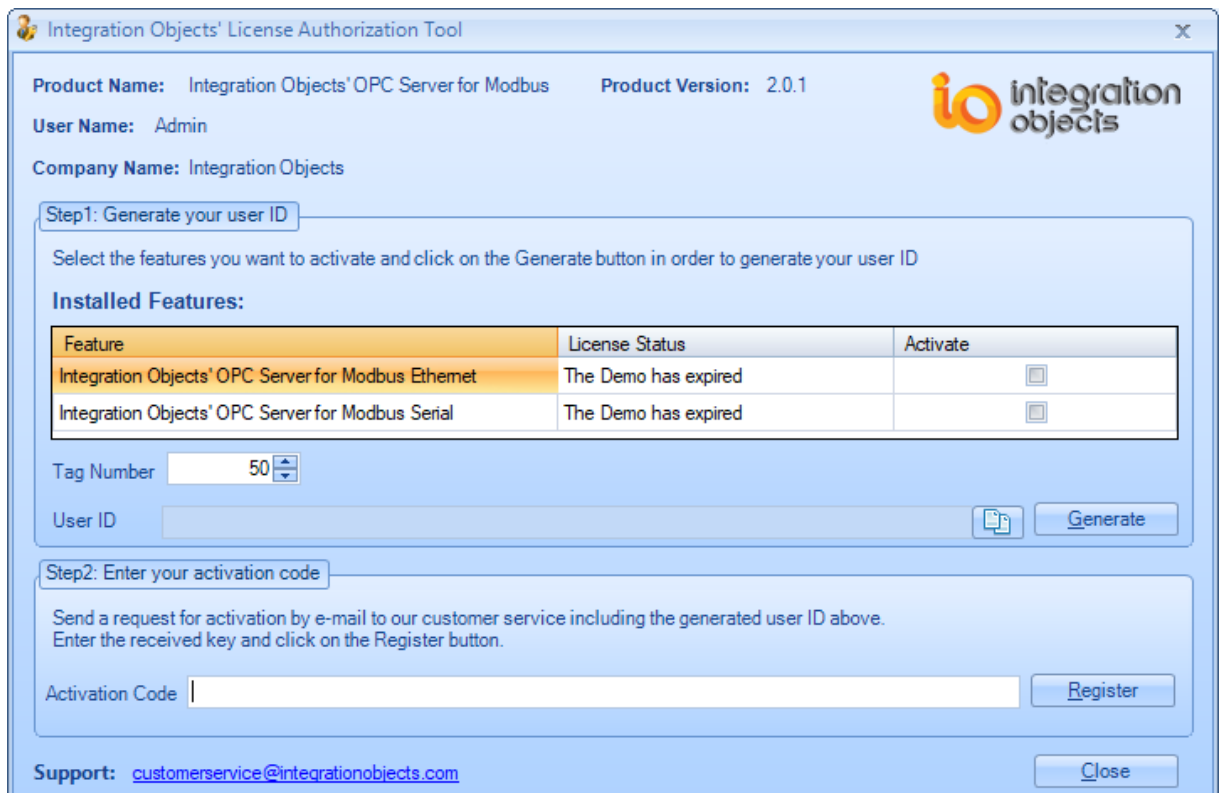 Integration Objects' License Authorization Tool
Product Name: Integration Objects' OPC Server for Modbus Product Version: 2.0.1
integration
objects
User Name: Admin
Company Name: Integration Objects
Step1: Generate your user ID
Select the features you want to activate and click on the Generate button in order to generate your user ID
Installed Features:
Feature License Status Activate
Integration Objects' OPC Server for Modbus Ethernet The Demo has expired
Integration Objects' OPC Server for Modbus Serial The Demo has expired
Tag Number 50
User ID Generate
Step2: Enter your activation code
Send a request for activation by e-mail to our customer service including the generated user ID above.
Enter the received key and click on the Register button.
Activation Code Register
Support: customerservice@integrationobjects.com Close